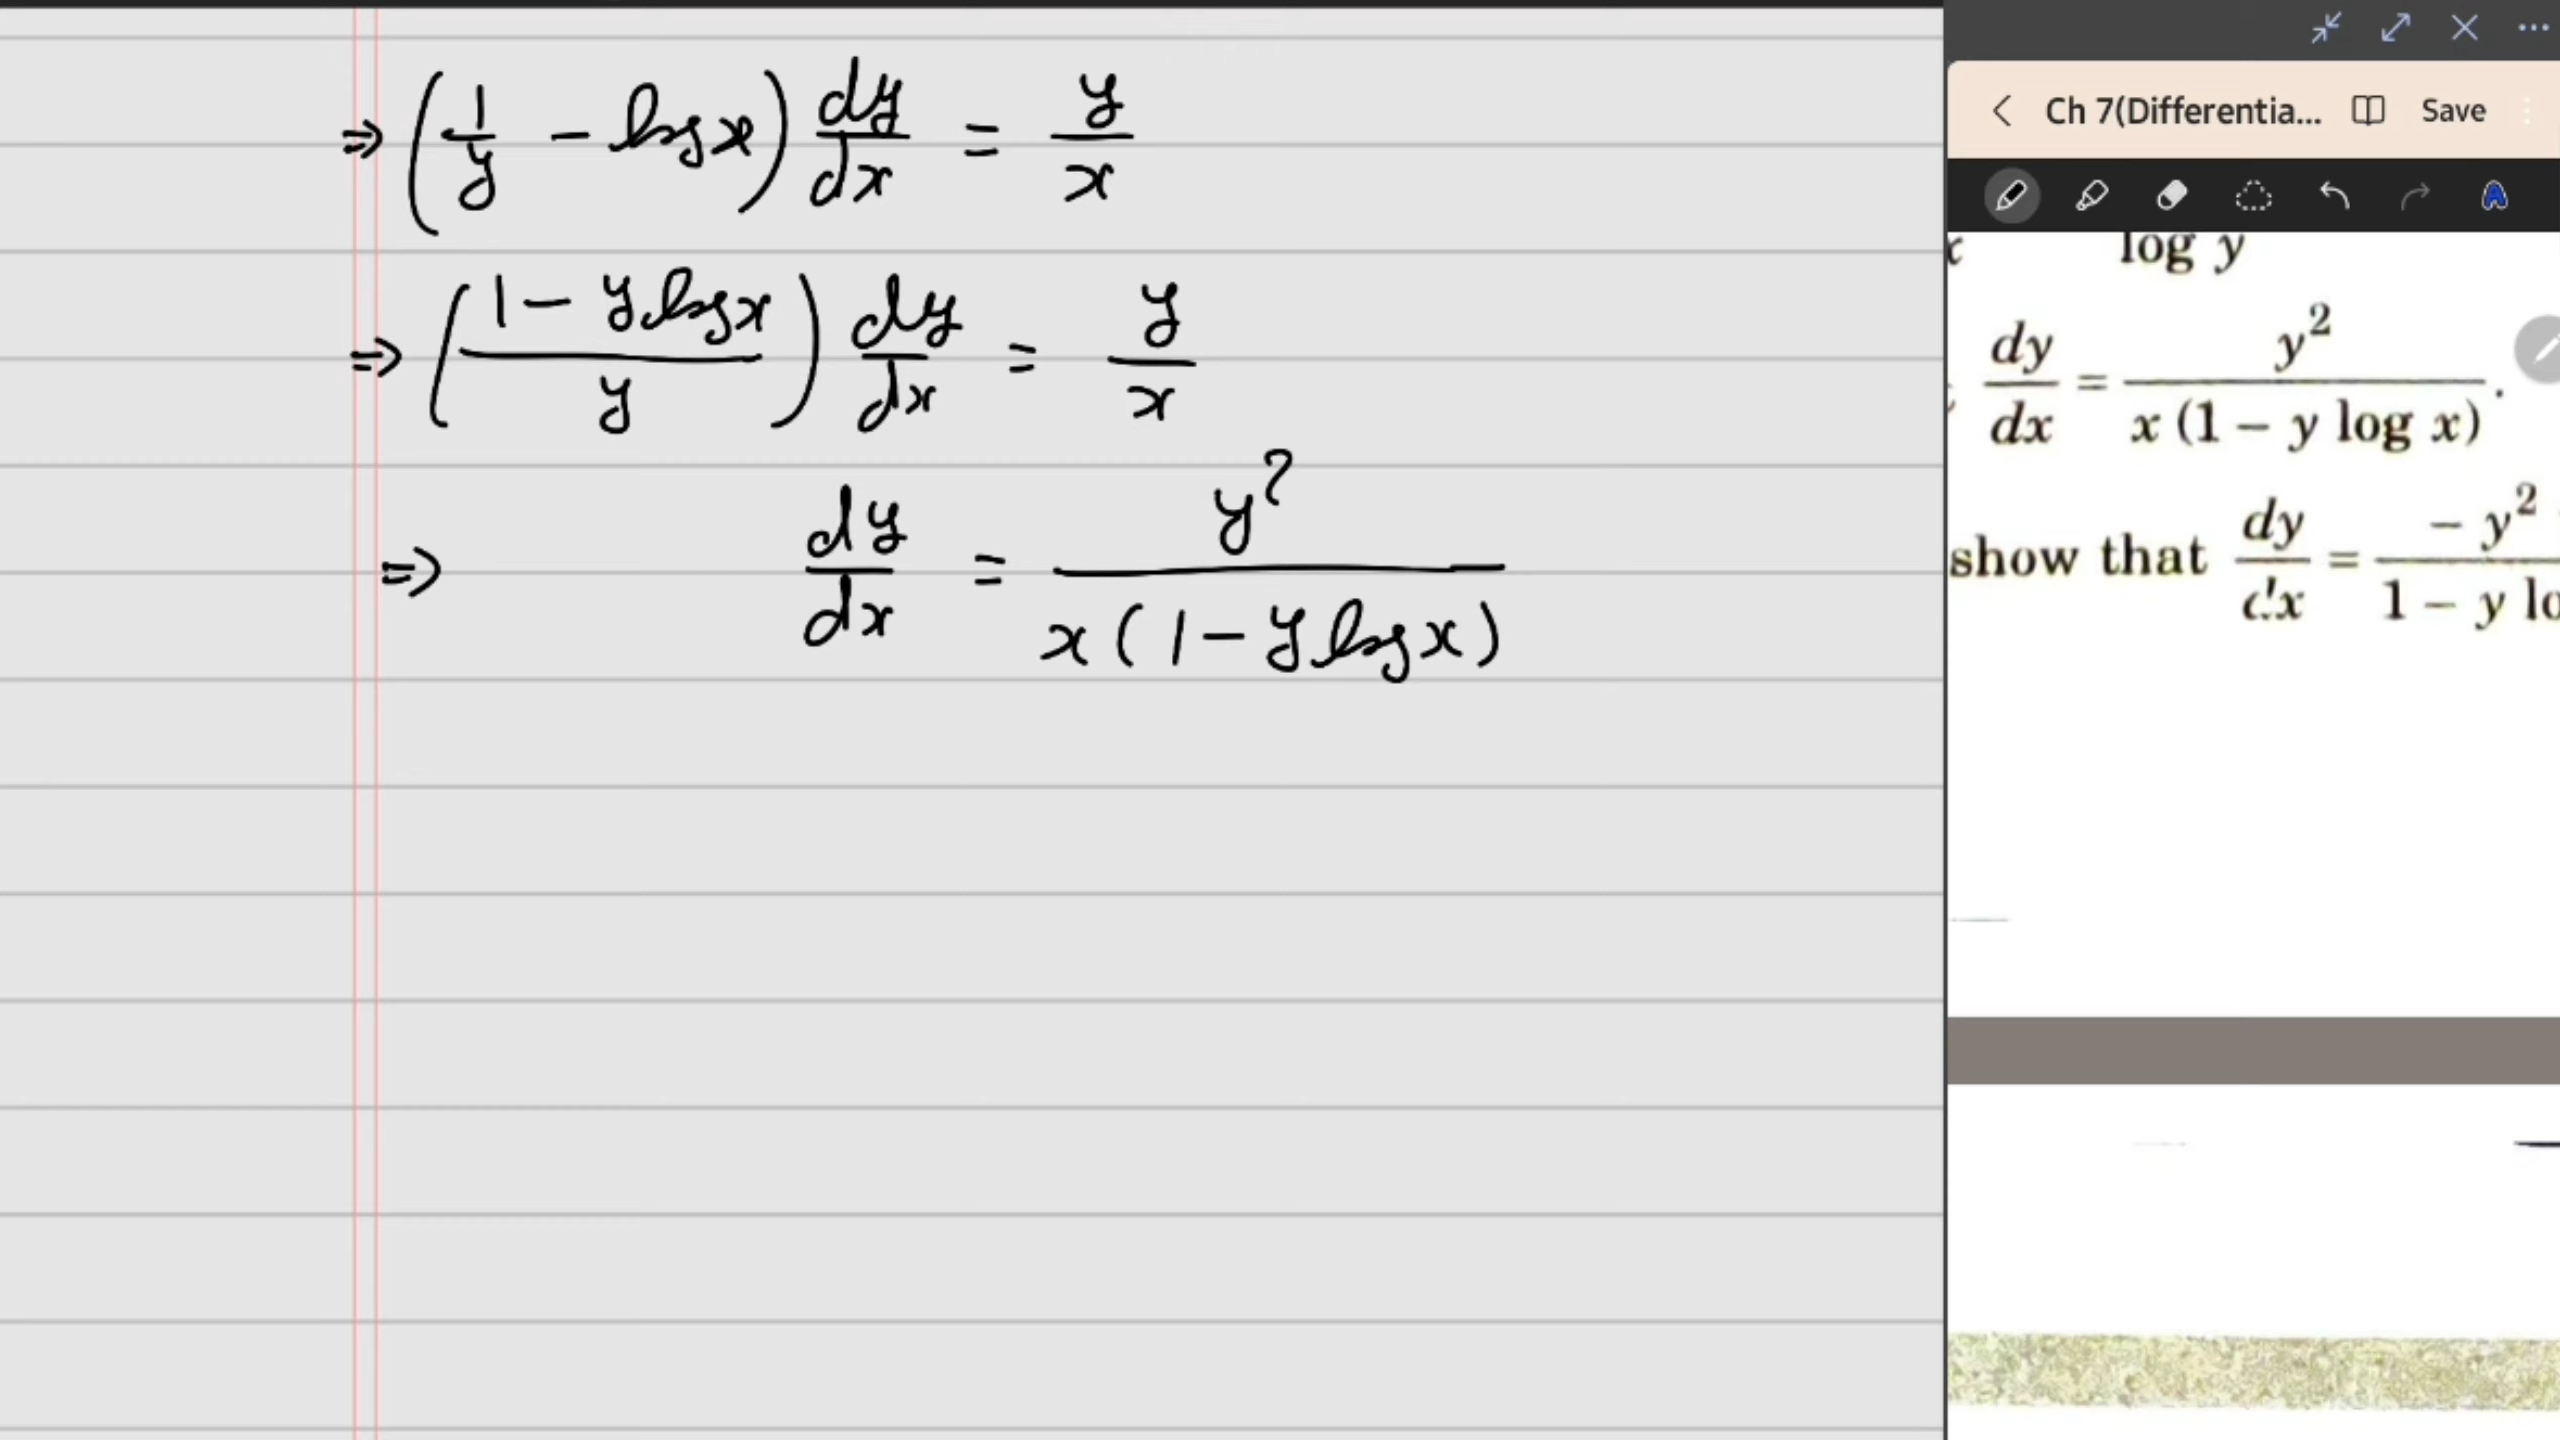 ⇒ (1/y - log x) dy/dx = y/x
⇒ ((1 - y log x)/y) dy/dx = y/x
⇒ dy/dx = y²/(x(1 - y log x))
Ch 7(Differentia... Save
log y
dy/dx = y²/(x (1 − y log x)).
show that dy/dx = − y²/1 − y lo